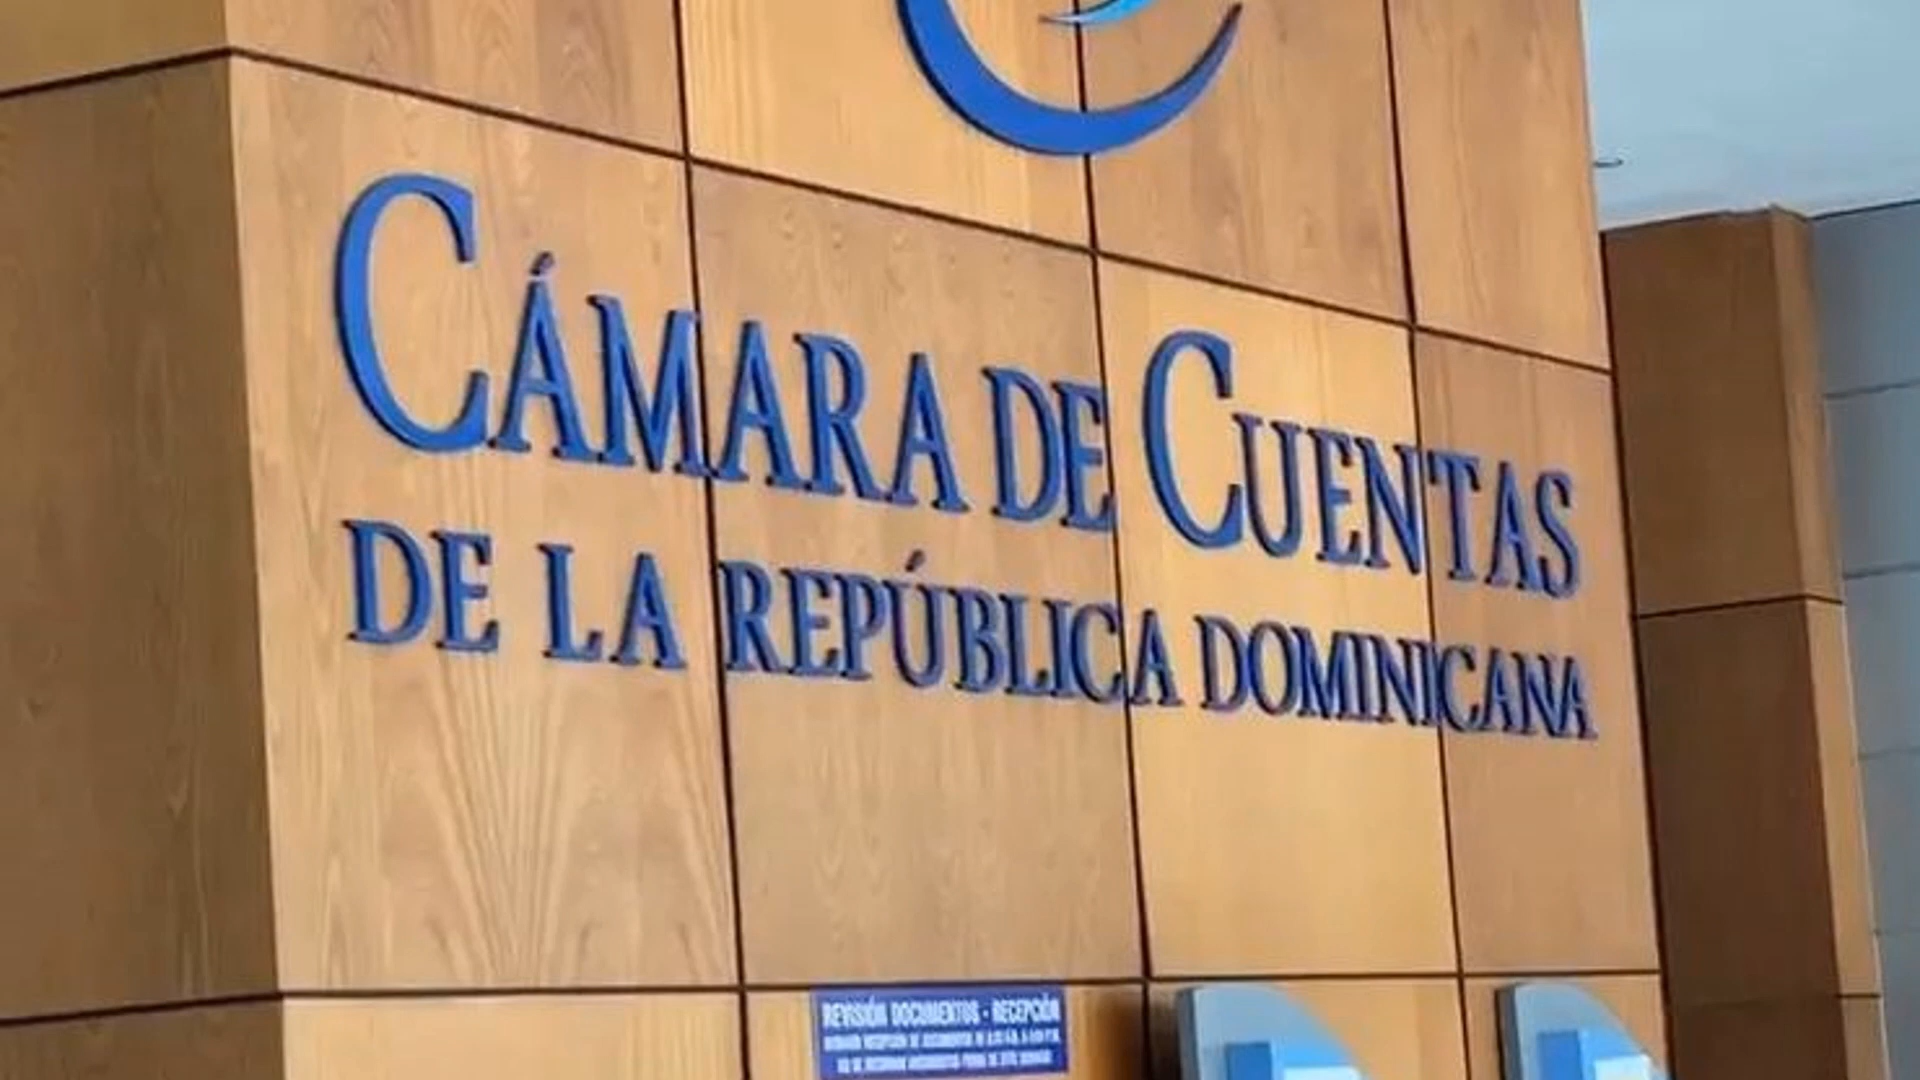 CÁMARA DE CUENTAS
DE LA REPÚBLICA DOMINICANA
REVISIÓN DOCUMENTOS - RECEPCIÓN